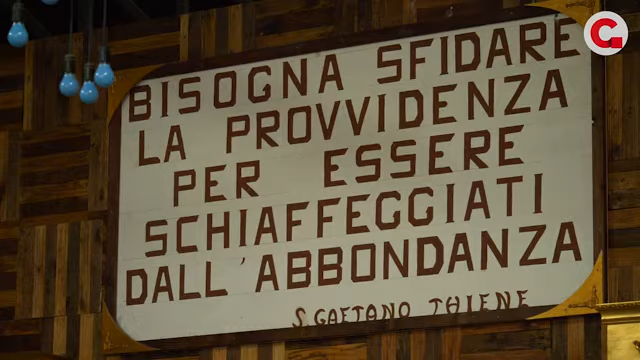 BISOGNA SFIDARE
LA PROVVIDENZA
PER ESSERE
SCHIAFFEGGIATI
DALL'ABBONDANZA
S. GAETANO THIENE
G